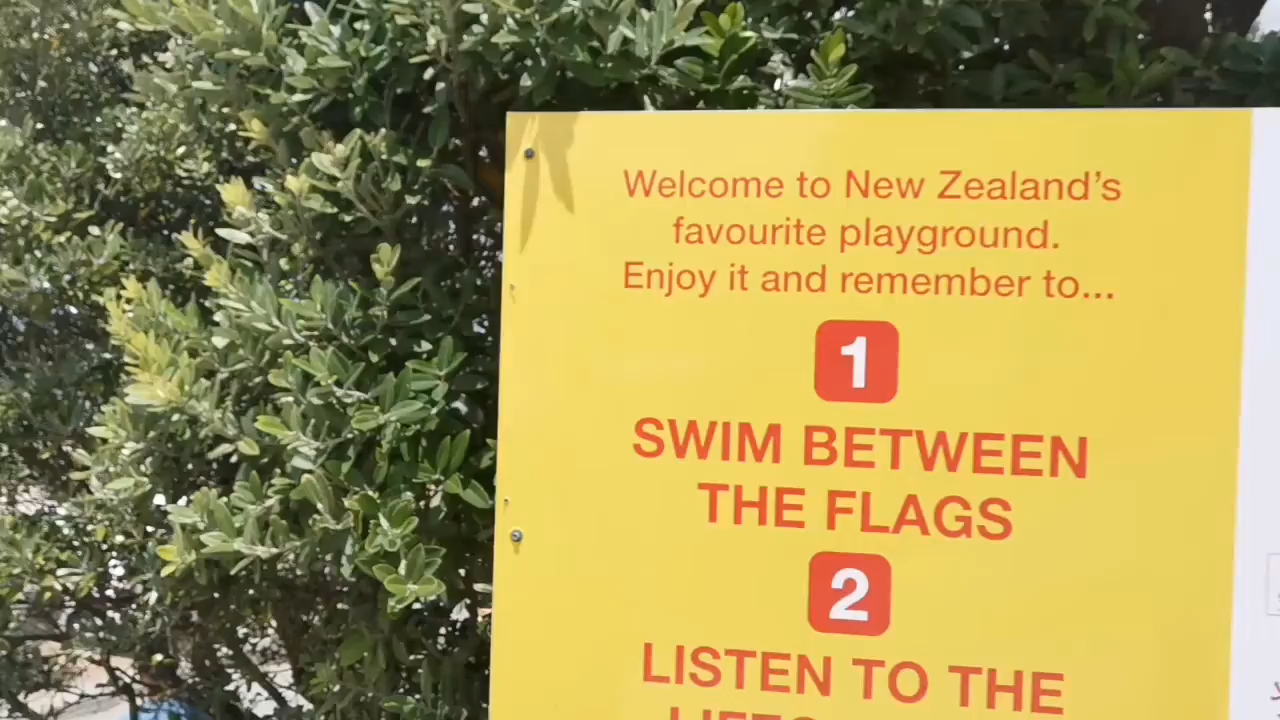 Welcome to New Zealand's
favourite playground.
Enjoy it and remember to...
1
SWIM BETWEEN
THE FLAGS
2
LISTEN TO THE